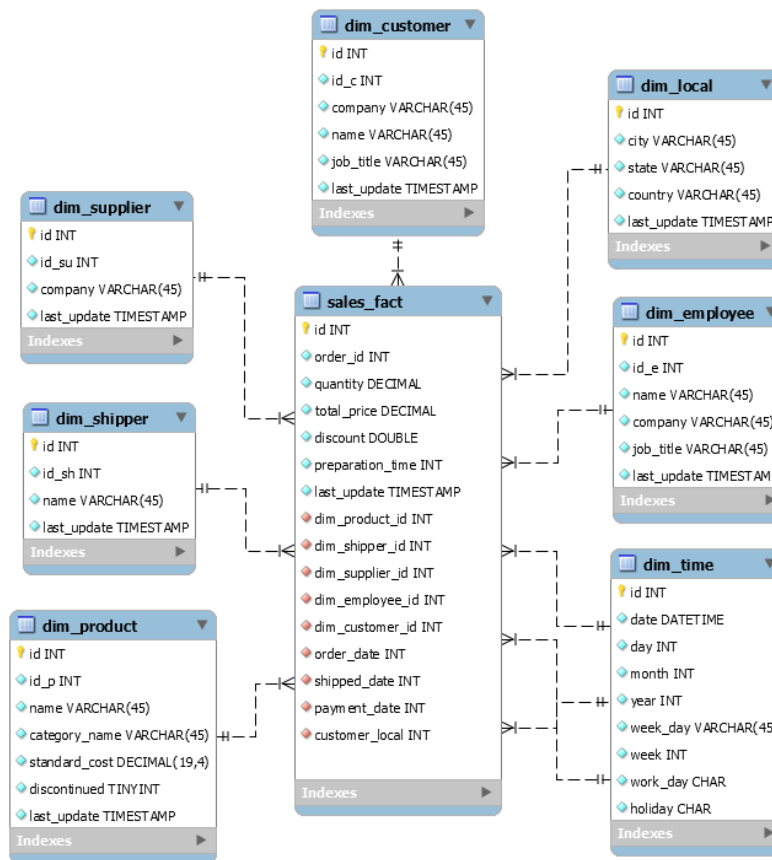 dim_customer
id INT
id_c INT
company VARCHAR(45)
name VARCHAR(45)
job_title VARCHAR(45)
last_update TIMESTAMP
Indexes
dim_local
id INT
city VARCHAR(45)
state VARCHAR(45)
country VARCHAR(45)
last_update TIMESTAMP
Indexes
dim_supplier
id INT
id_su INT
company VARCHAR(45)
last_update TIMESTAMP
Indexes
sales_fact
id INT
order_id INT
quantity DECIMAL
total_price DECIMAL
discount DOUBLE
preparation_time INT
last_update TIMESTAMP
dim_product_id INT
dim_shipper_id INT
dim_supplier_id INT
dim_employee_id INT
dim_customer_id INT
order_date INT
shipped_date INT
payment_date INT
customer_local INT
Indexes
dim_employee
id INT
id_e INT
name VARCHAR(45)
company VARCHAR(45)
job_title VARCHAR(45)
last_update TIMESTAM
Indexes
dim_shipper
id INT
id_sh INT
name VARCHAR(45)
last_update TIMESTAMP
Indexes
dim_time
id INT
date DATETIME
day INT
month INT
year INT
week_day VARCHAR(45
week INT
work_day CHAR
holiday CHAR
Indexes
dim_product
id INT
id_p INT
name VARCHAR(45)
category_name VARCHAR(45)
standard_cost DECIMAL(19,4)
discontinued TINYINT
last_update TIMESTAMP
Indexes